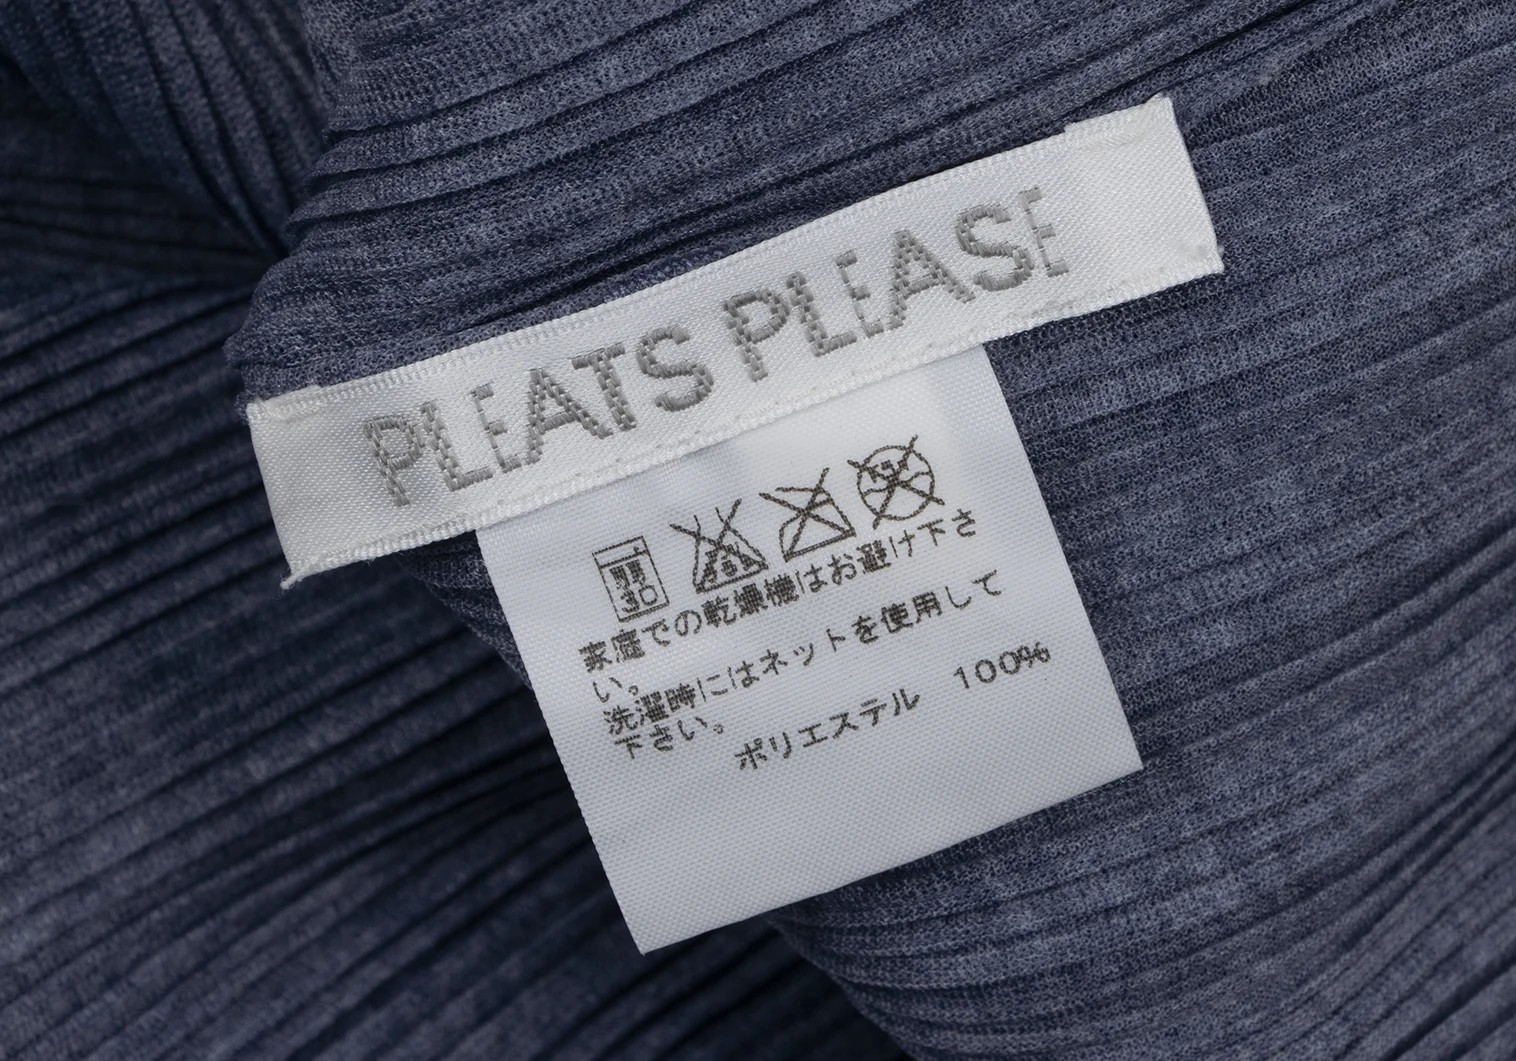 PLEATS PLEASE
30
家庭での乾燥機はお避け下さ
い。
洗濯時にはネットを使用して
下さい。
ポリエステル 100%